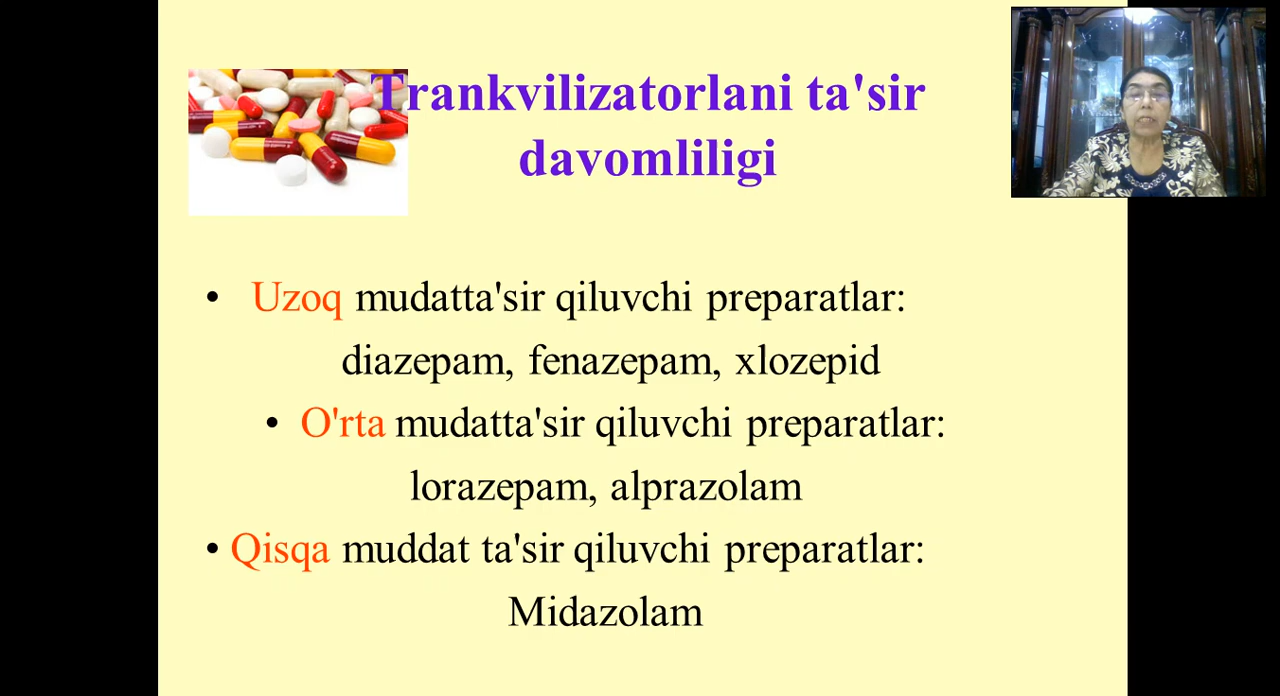 Trankvilizatorlani ta'sir
davomliligi
• Uzoq mudatta'sir qiluvchi preparatlar:
diazepam, fenazepam, xlozepid
• O'rta mudatta'sir qiluvchi preparatlar:
lorazepam, alprazolam
• Qisqa muddat ta'sir qiluvchi preparatlar:
Midazolam